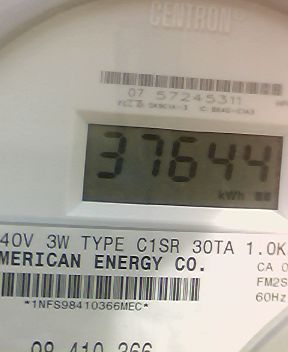 CENTRON®
07 57245311
37644
kWh
40V 3W TYPE C1SR 30TA 1.0K
MERICAN ENERGY CO.
CA 0
FM2S
60Hz
*1NFS98410366MEC*
98 410 366